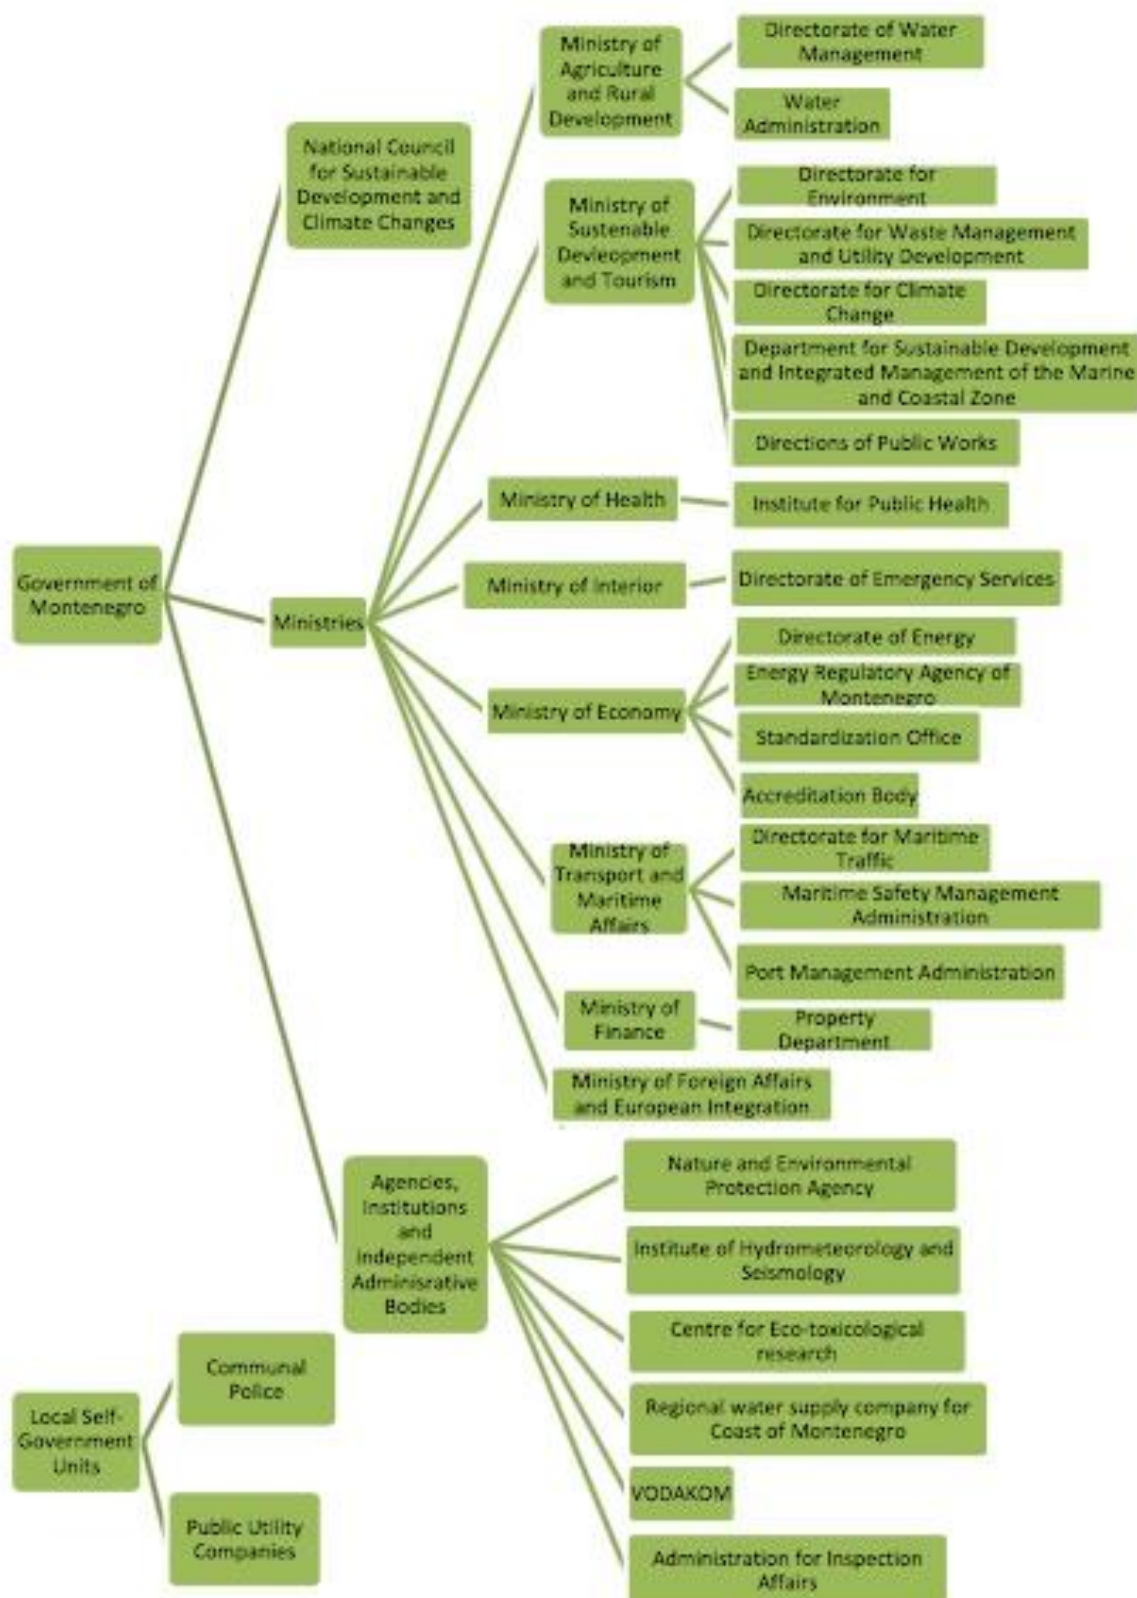 Government of
Montenegro
National Council
for Sustainable
Development and
Climate Changes
Ministries
Ministry of
Agriculture
and Rural
Development
Directorate of Water
Management
Water
Administration
Ministry of
Sustenable
Devleopment
and Tourism
Directorate for
Environment
Directorate for Waste Management
and Utility Development
Directorate for Climate
Change
Department for Sustainable Development
and Integrated Management of the Marine
and Coastal Zone
Directions of Public Works
Ministry of Health
Institute for Public Health
Ministry of Interior
Directorate of Emergency Services
Ministry of Economy
Directorate of Energy
Energy Regulatory Agency of
Montenegro
Standardization Office
Accreditation Body
Ministry of
Transport and
Maritime
Affairs
Directorate for Maritime
Traffic
Maritime Safety Management
Administration
Port Management Administration
Ministry of
Finance
Property
Department
Ministry of Foreign Affairs
and European Integration
Agencies,
Institutions
and
Independent
Adminisrative
Bodies
Nature and Environmental
Protection Agency
Institute of Hydrometeorology and
Seismology
Centre for Eco-toxicological
research
Regional water supply company for
Coast of Montenegro
VODAKOM
Administration for Inspection
Affairs
Local Self-
Government
Units
Communal
Police
Public Utility
Companies